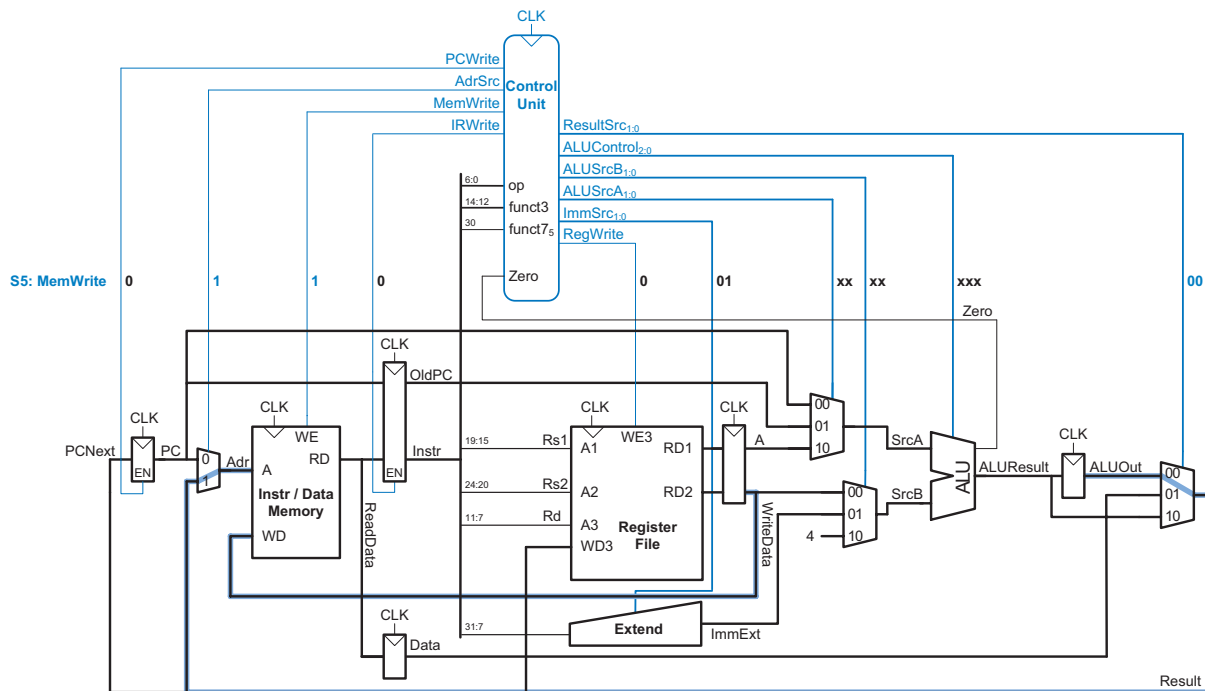 CLK
PCWrite
AdrSrc
Control
Unit
MemWrite
IRWrite
ResultSrc1:0
ALUControl2:0
ALUSrcB1:0
ALUSrcA1:0
ImmSrc1:0
RegWrite
6:0 op
14:12 funct3
30 funct75
Zero
S5: MemWrite 0 1 1 0 0 01 xx xx xxx 00
Zero
CLK
OldPC
CLK
PCNext
EN
PC
0
1
Adr
CLK
WE
A
RD
Instr / Data
Memory
WD
EN
Instr
ReadData
19:15 Rs1
24:20 Rs2
11:7 Rd
CLK
WE3
A1
RD1
A2
RD2
A3
WD3
Register
File
CLK
A
WriteData
00
01
10
SrcA
00
01
4 10
SrcB
ALU
ALUResult
CLK
ALUOut
00
01
10
31:7
Extend
ImmExt
CLK
Data
Result